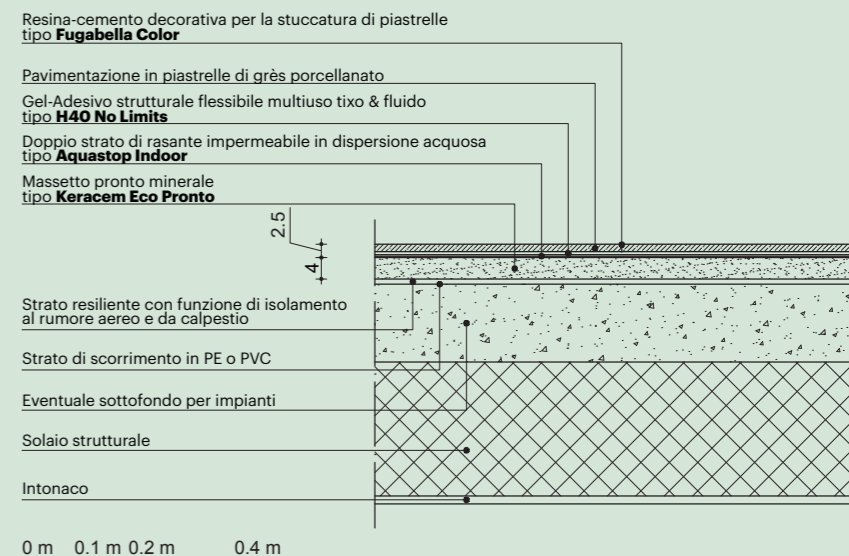 Resina-cemento decorativa per la stuccatura di piastrelle
tipo Fugabella Color
Pavimentazione in piastrelle di grès porcellanato
Gel-Adesivo strutturale flessibile multiuso tixo & fluido
tipo H40 No Limits
Doppio strato di rasante impermeabile in dispersione acquosa
tipo Aquastop Indoor
Massetto pronto minerale
tipo Keracem Eco Pronto
2.5
4
Strato resiliente con funzione di isolamento
al rumore aereo e da calpestio
Strato di scorrimento in PE o PVC
Eventuale sottofondo per impianti
Solaio strutturale
Intonaco
0 m 0.1 m 0.2 m 0.4 m